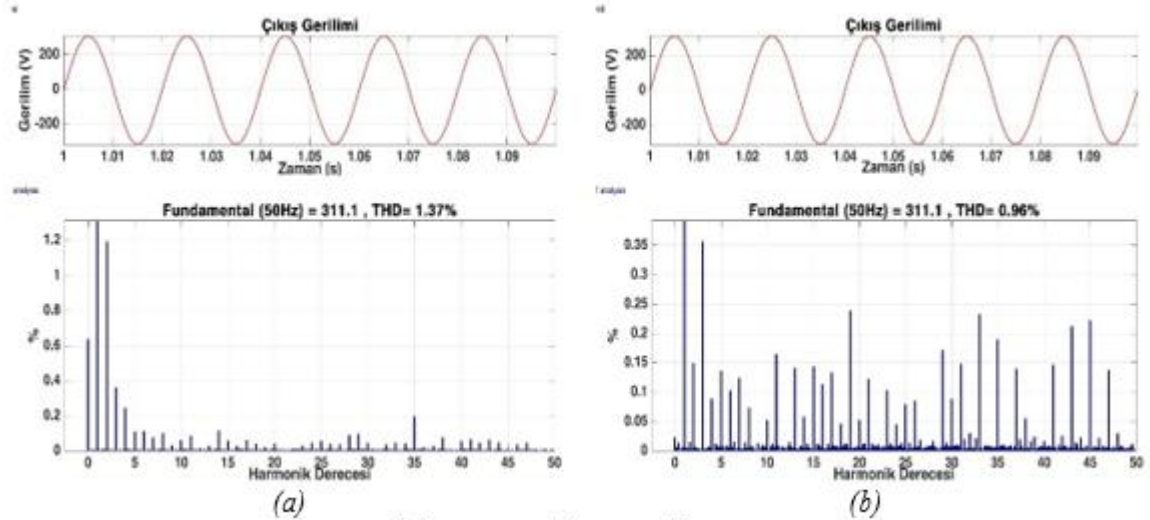 Çıkış Gerilimi
Gerilim (V)
200
0
-200
1 1.01 1.02 1.03 1.04 1.05 1.06 1.07 1.08 1.09
Zaman (s)
Fundamental (50Hz) = 311.1 , THD= 1.37%
%
1.2
1
0.8
0.6
0.4
0.2
0
0 5 10 15 20 25 30 35 40 45 50
Harmonik Derecesi
(a)
Çıkış Gerilimi
Gerilim (V)
200
0
-200
1 1.01 1.02 1.03 1.04 1.05 1.06 1.07 1.08 1.09
Zaman (s)
Fundamental (50Hz) = 311.1 , THD= 0.96%
%
0.35
0.3
0.25
0.2
0.15
0.1
0.05
0
0 5 10 15 20 25 30 35 40 45 50
Harmonik Derecesi
(b)